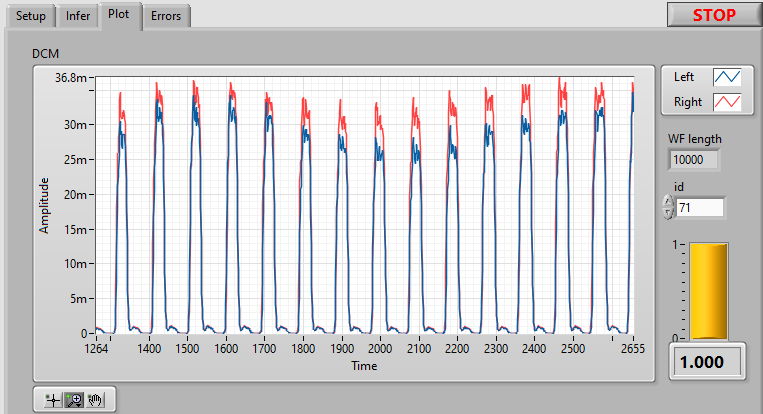 Setup Infer Plot Errors STOP
DCM
36.8m
30m
25m
20m
15m
10m
5m
0
Amplitude
1264 1400 1500 1600 1700 1800 1900 2000 2100 2200 2300 2400 2500 2655
Time
Left
Right
WF length
10000
id
71
1
0
1.000